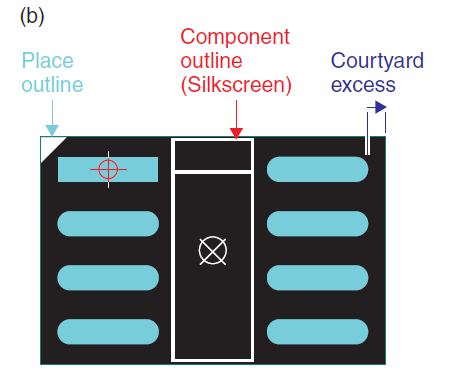 (b)
Place
outline
Component
outline
(Silkscreen)
Courtyard
excess